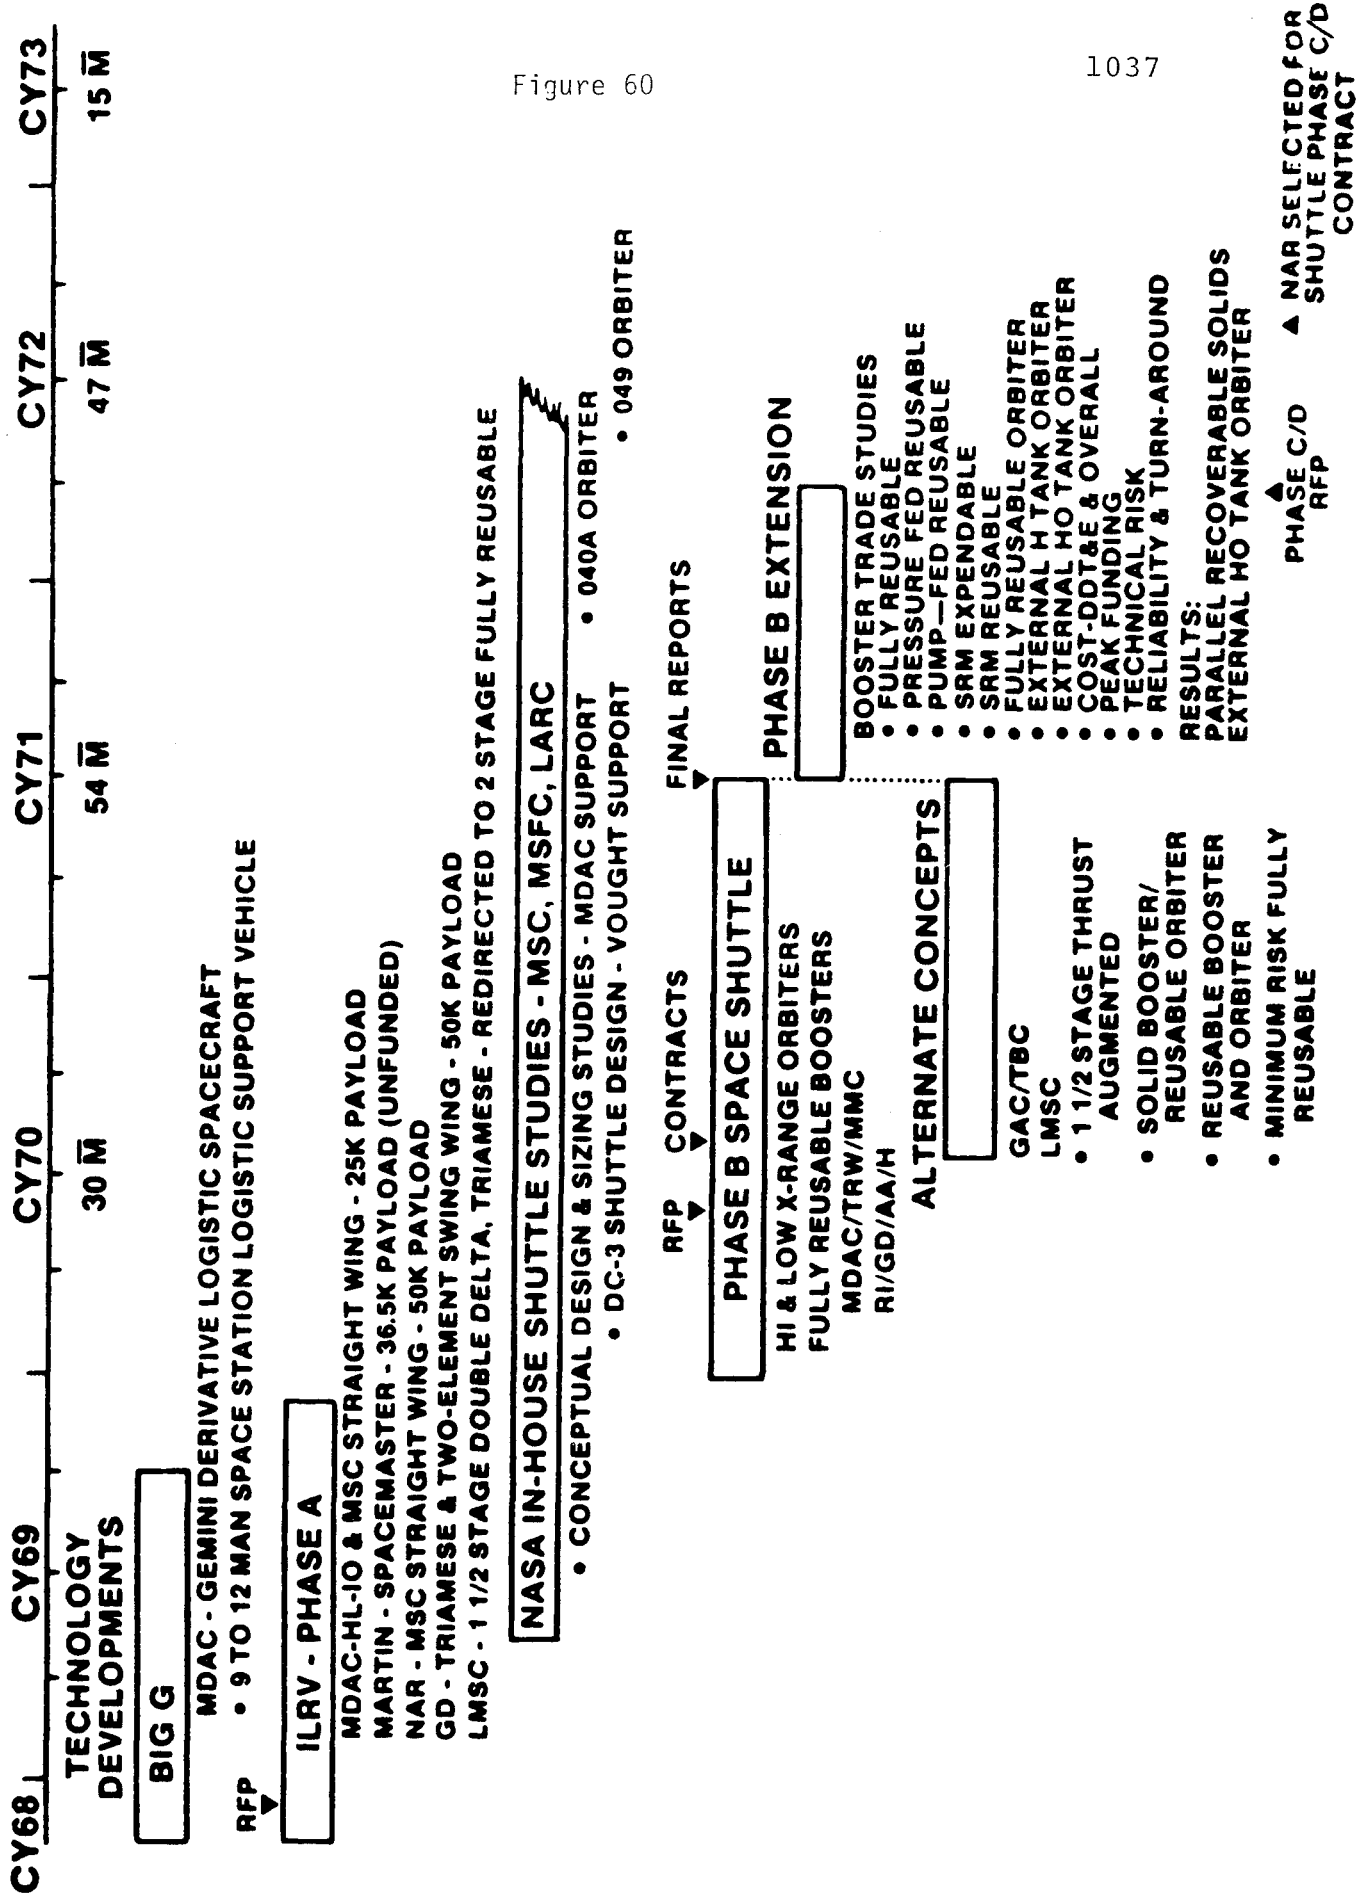 CY68
CY69
CY70
CY71
CY72
CY73
30 M
54 M
47 M
15 M
TECHNOLOGY
DEVELOPMENTS
BIG G
MDAC - GEMINI DERIVATIVE LOGISTIC SPACECRAFT
• 9 TO 12 MAN SPACE STATION LOGISTIC SUPPORT VEHICLE
RFP
ILRV - PHASE A
MDAC-HL-IO & MSC STRAIGHT WING - 25K PAYLOAD
MARTIN - SPACEMASTER - 36.5K PAYLOAD (UNFUNDED)
NAR - MSC STRAIGHT WING - 50K PAYLOAD
GD - TRIAMESE & TWO-ELEMENT SWING WING - 50K PAYLOAD
LMSC - 1 1/2 STAGE DOUBLE DELTA, TRIAMESE - REDIRECTED TO 2 STAGE FULLY REUSABLE
NASA IN-HOUSE SHUTTLE STUDIES - MSC, MSFC, LARC
• CONCEPTUAL DESIGN & SIZING STUDIES - MDAC SUPPORT
• 040A ORBITER
• DC-3 SHUTTLE DESIGN - VOUGHT SUPPORT
• 049 ORBITER
RFP
CONTRACTS
FINAL REPORTS
PHASE B SPACE SHUTTLE
HI & LOW X-RANGE ORBITERS
FULLY REUSABLE BOOSTERS
MDAC/TRW/MMC
RI/GD/AA/H
PHASE B EXTENSION
BOOSTER TRADE STUDIES
• FULLY REUSABLE
• PRESSURE FED REUSABLE
• PUMP—FED REUSABLE
• SRM EXPENDABLE
• SRM REUSABLE
• FULLY REUSABLE ORBITER
• EXTERNAL H TANK ORBITER
• EXTERNAL HO TANK ORBITER
• COST-DDT&E & OVERALL
• PEAK FUNDING
• TECHNICAL RISK
• RELIABILITY & TURN-AROUND
RESULTS:
PARALLEL RECOVERABLE SOLIDS
EXTERNAL HO TANK ORBITER
ALTERNATE CONCEPTS
GAC/TBC
LMSC
• 1 1/2 STAGE THRUST
AUGMENTED
• SOLID BOOSTER/
REUSABLE ORBITER
• REUSABLE BOOSTER
AND ORBITER
• MINIMUM RISK FULLY
REUSABLE
PHASE C/D
RFP
NAR SELECTED FOR
SHUTTLE PHASE C/D
CONTRACT
Figure 60
1037